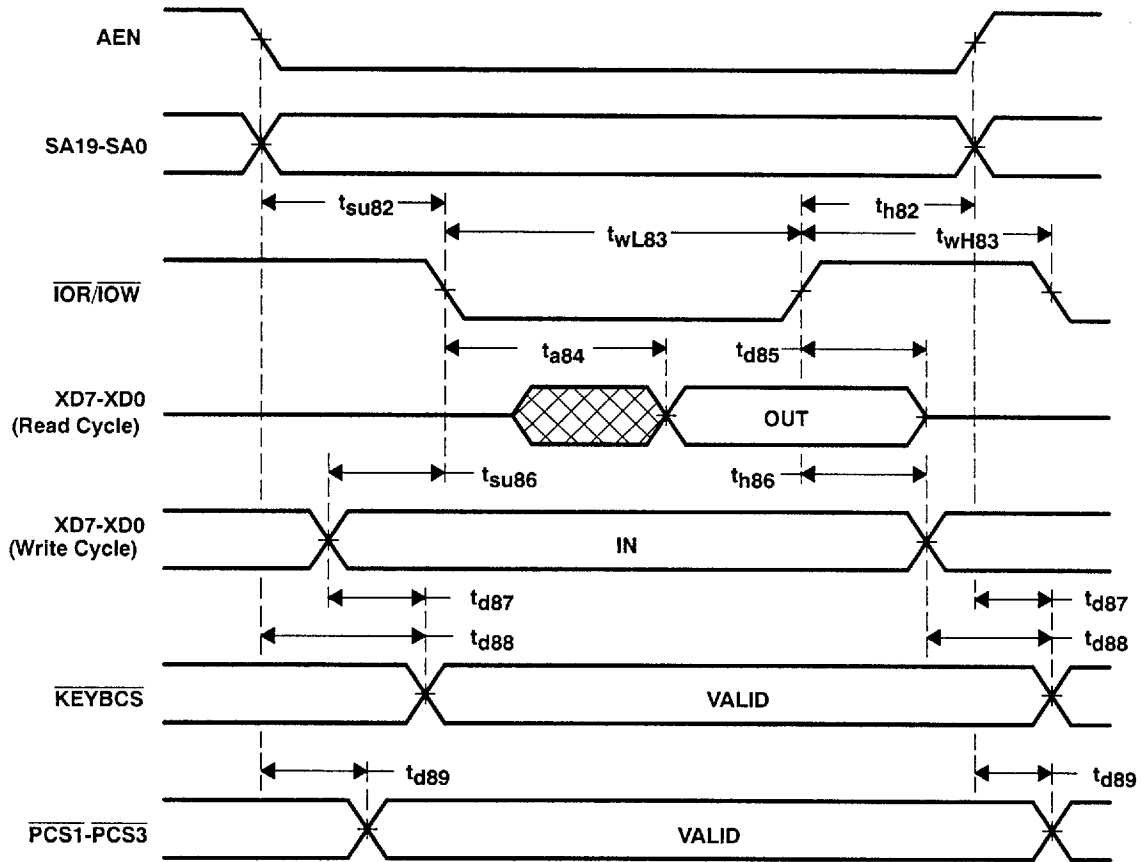 AEN
SA19-SA0
tsu82
th82
twL83
twH83
IOR/IOW
ta84
td85
XD7-XD0
(Read Cycle)
OUT
tsu86
th86
XD7-XD0
(Write Cycle)
IN
td87
td87
td88
td88
KEYBCS
VALID
td89
td89
PCS1-PCS3
VALID